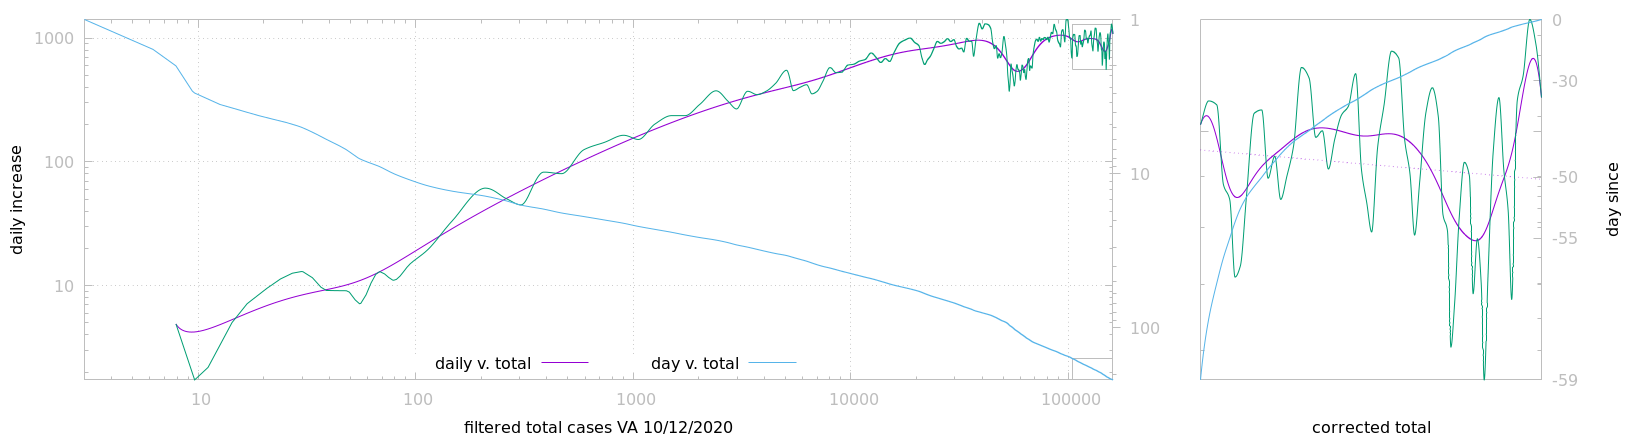 1000
100
10
daily increase
10
100
1000
10000
100000
filtered total cases VA 10/12/2020
daily v. total
day v. total
1
10
100
0
-30
-50
-55
-59
day since
corrected total